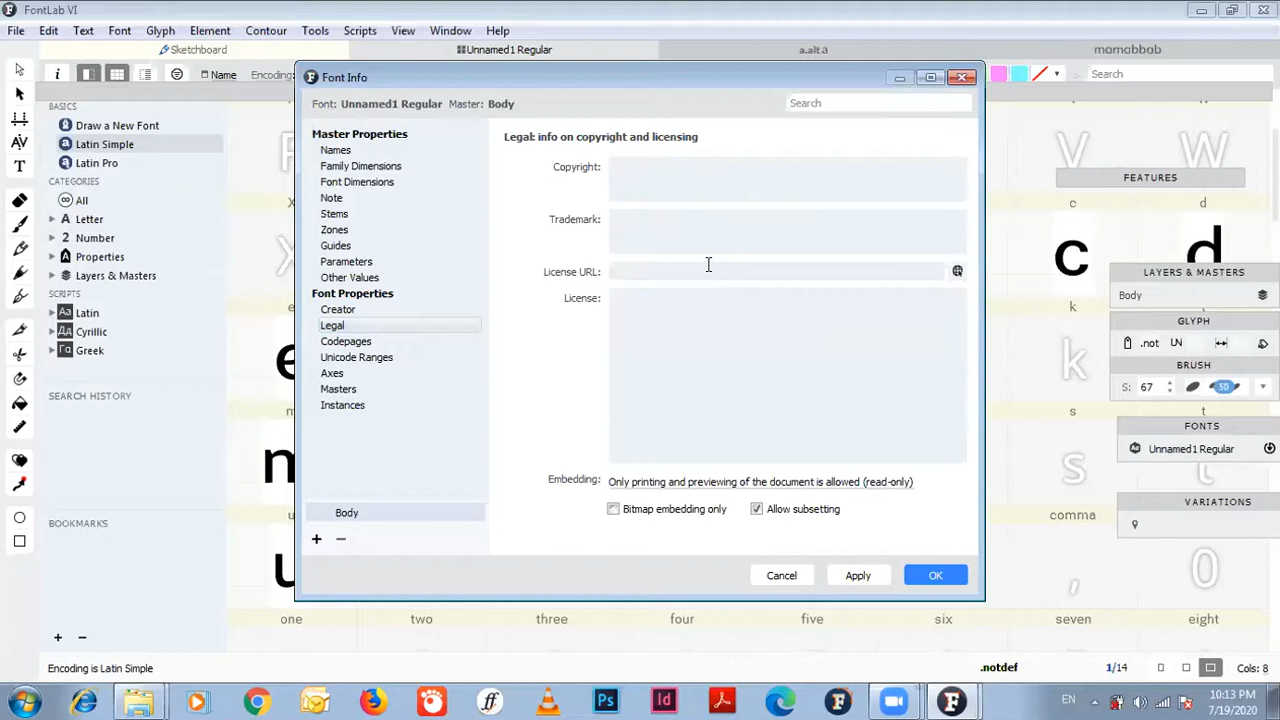 FontLab VI
File Edit Text Font Glyph Element Contour Tools Scripts View Window Help
Sketchboard Unnamed1 Regular a.alt a mamabbab
Name Encoding: Search
Font Info
Font: Unnamed1 Regular Master: Body Search
BASICS
Draw a New Font
Latin Simple
Latin Pro
CATEGORIES
All
Letter
Number
Properties
Layers & Masters
SCRIPTS
Latin
Cyrillic
Greek
SEARCH HISTORY
BOOKMARKS
Master Properties
Names
Family Dimensions
Font Dimensions
Note
Stems
Zones
Guides
Parameters
Other Values
Font Properties
Creator
Legal
Codepages
Unicode Ranges
Axes
Masters
Instances
Body
Legal: info on copyright and licensing
Copyright:
Trademark:
License URL:
License:
Embedding: Only printing and previewing of the document is allowed (read-only)
Bitmap embedding only Allow subsetting
Cancel Apply OK
V W
c d
c d
k
k
s t
s t
comma
, 0
m
u
one two three four five six seven eight
FEATURES
LAYERS & MASTERS
Body
GLYPH
.not UN
BRUSH
S: 67 50
FONTS
Unnamed1 Regular
VARIATIONS
Encoding is Latin Simple .notdef 1/14 Cols: 8
EN 10:13 PM
7/19/2020